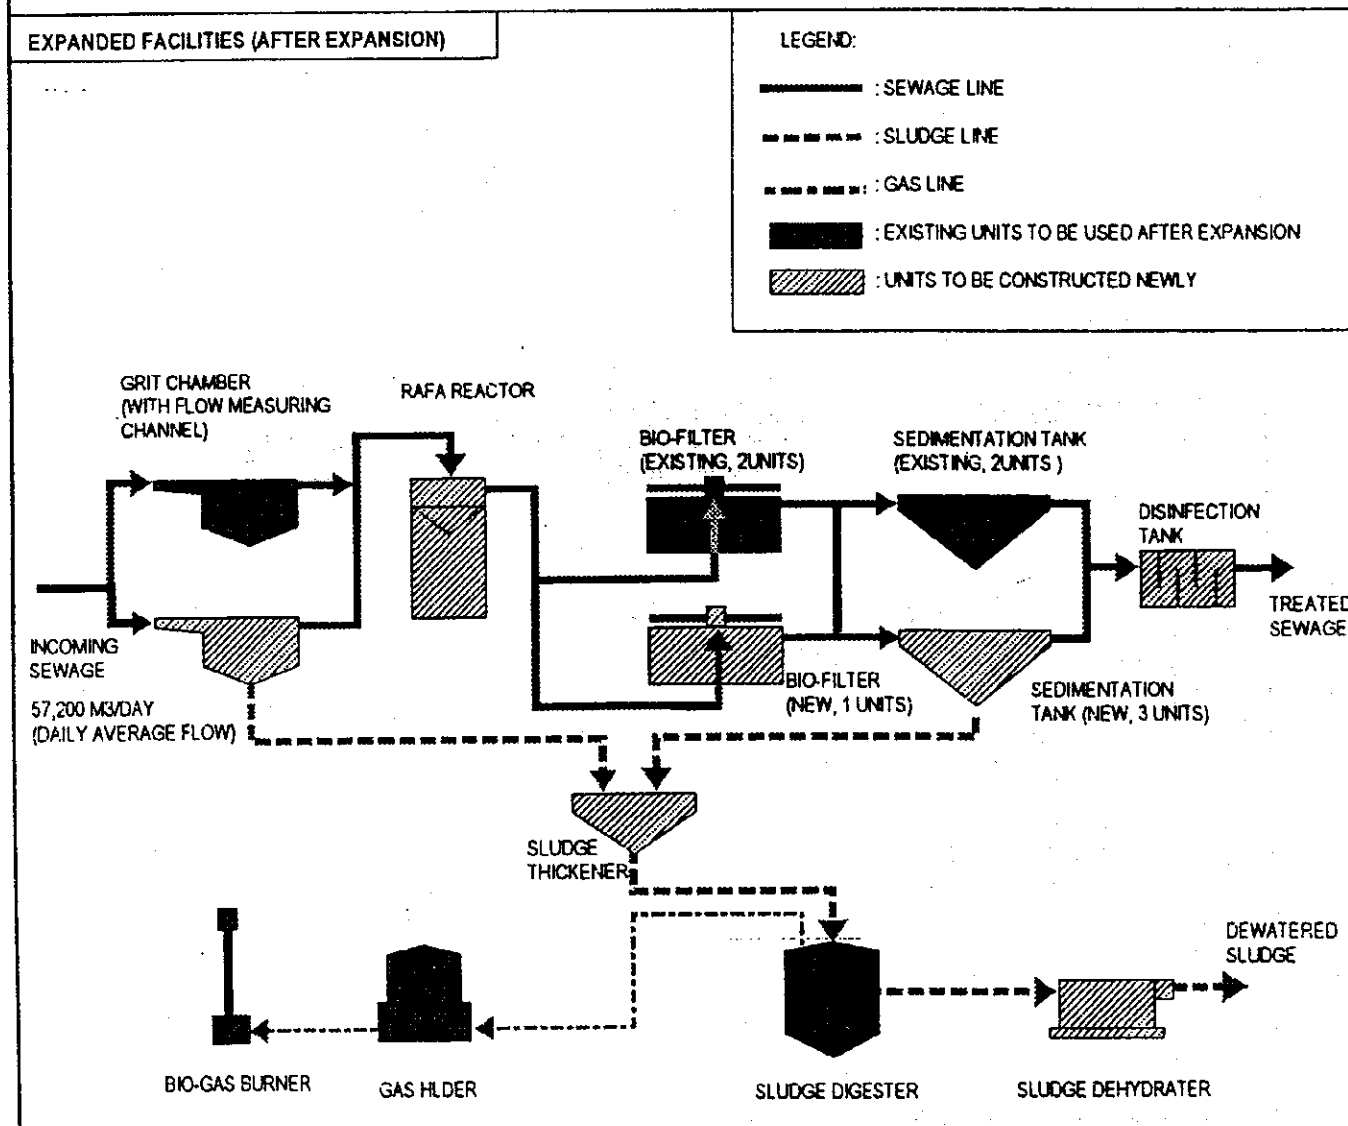 EXPANDED FACILITIES (AFTER EXPANSION)
LEGEND:
: SEWAGE LINE
: SLUDGE LINE
: GAS LINE
: EXISTING UNITS TO BE USED AFTER EXPANSION
: UNITS TO BE CONSTRUCTED NEWLY
GRIT CHAMBER
(WITH FLOW MEASURING
CHANNEL)
RAFA REACTOR
BIO-FILTER
(EXISTING, 2UNITS)
SEDIMENTATION TANK
(EXISTING, 2UNITS )
DISINFECTION
TANK
TREATED
SEWAGE
INCOMING
SEWAGE
57,200 M3/DAY
(DAILY AVERAGE FLOW)
BIO-FILTER
(NEW, 1 UNITS)
SEDIMENTATION
TANK (NEW, 3 UNITS)
SLUDGE
THICKENER
DEWATERED
SLUDGE
BIO-GAS BURNER
GAS HLDER
SLUDGE DIGESTER
SLUDGE DEHYDRATER